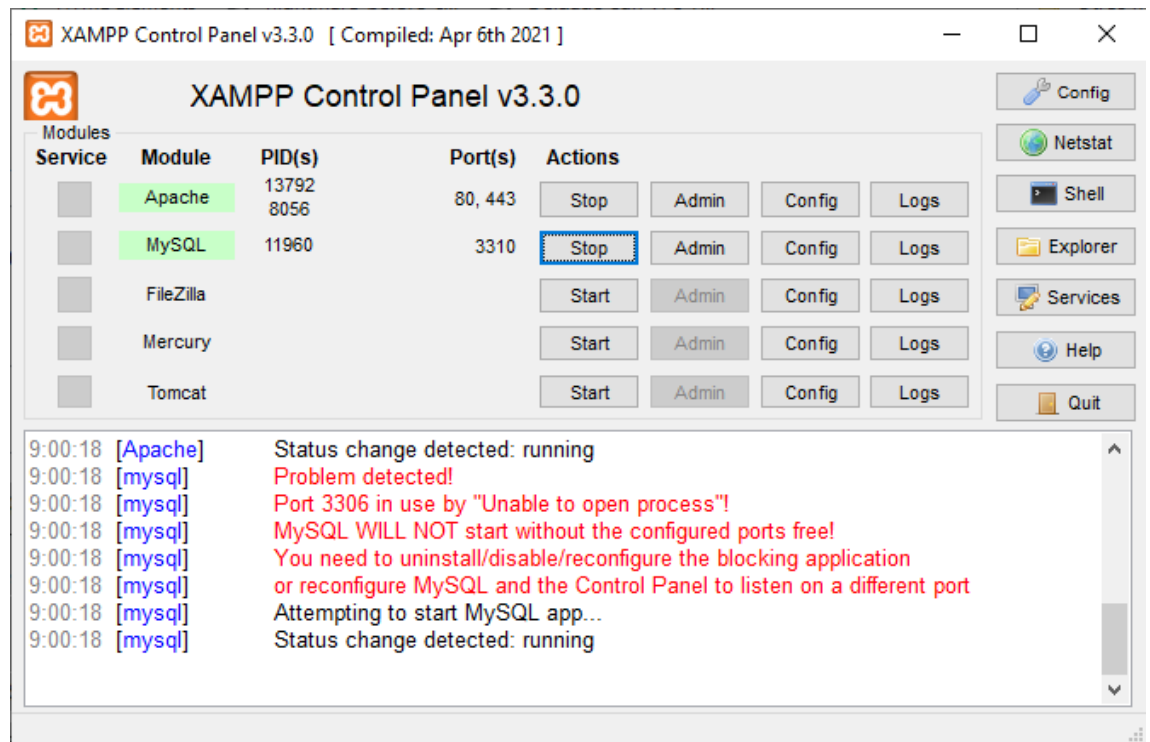 XAMPP Control Panel v3.3.0 [ Compiled: Apr 6th 2021 ]
XAMPP Control Panel v3.3.0
Config
Modules
Netstat
Service Module PID(s) Port(s) Actions
Apache 13792 8056 80, 443 Stop Admin Config Logs
Shell
MySQL 11960 3310 Stop Admin Config Logs
Explorer
FileZilla Start Admin Config Logs
Services
Mercury Start Admin Config Logs
Help
Tomcat Start Admin Config Logs
Quit
9:00:18 [Apache] Status change detected: running
9:00:18 [mysql] Problem detected!
9:00:18 [mysql] Port 3306 in use by "Unable to open process"!
9:00:18 [mysql] MySQL WILL NOT start without the configured ports free!
9:00:18 [mysql] You need to uninstall/disable/reconfigure the blocking application
9:00:18 [mysql] or reconfigure MySQL and the Control Panel to listen on a different port
9:00:18 [mysql] Attempting to start MySQL app...
9:00:18 [mysql] Status change detected: running